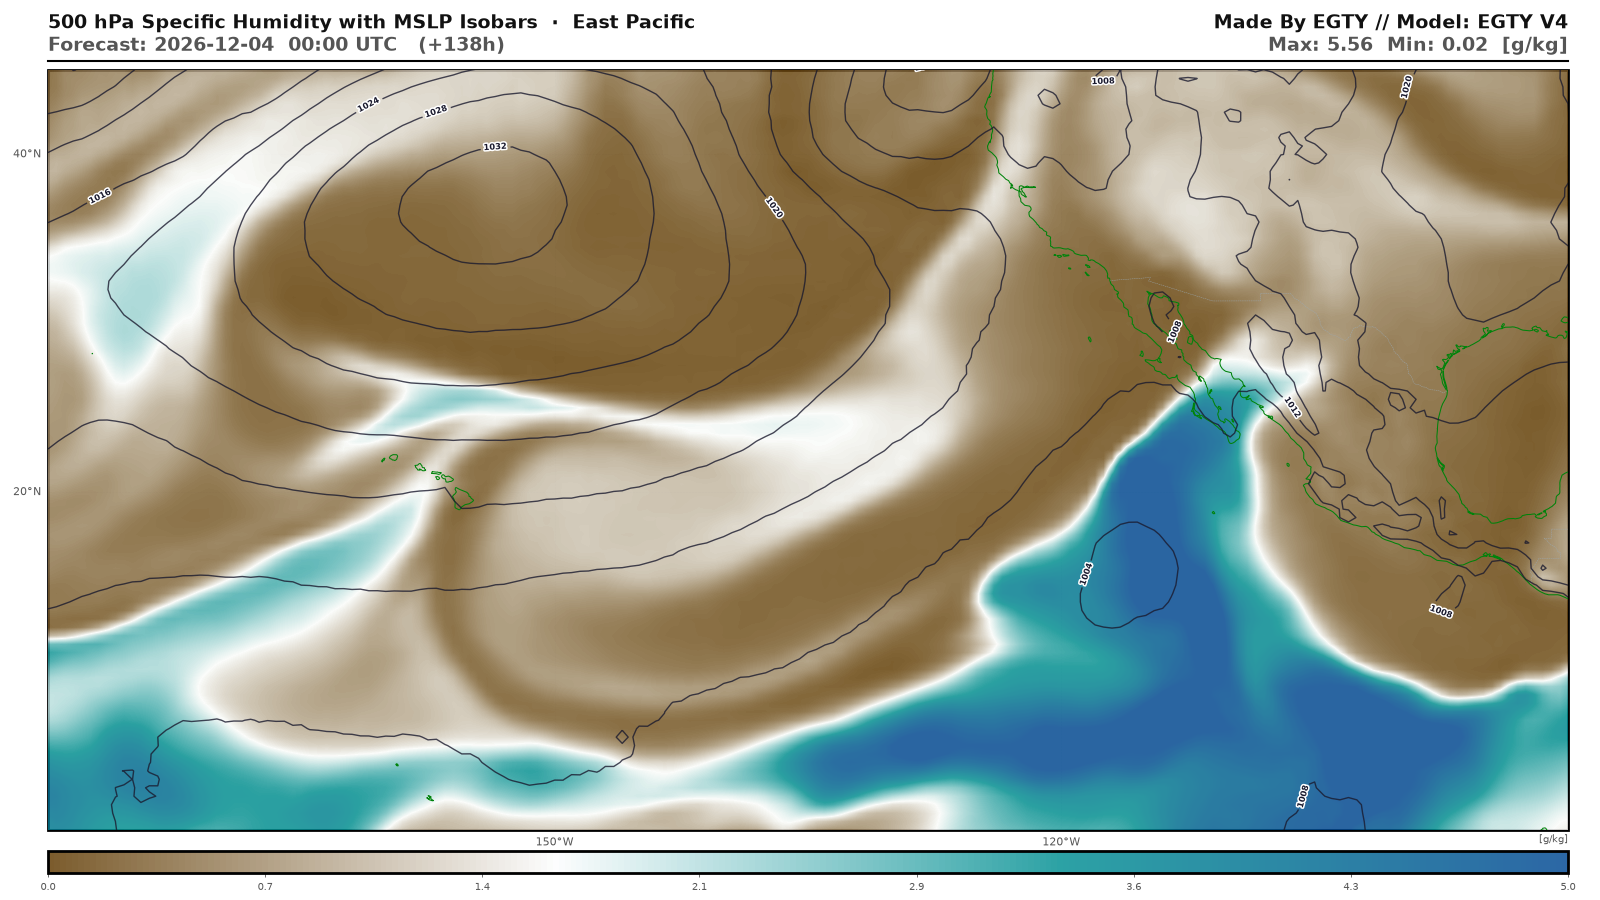 500 hPa Specific Humidity with MSLP Isobars · East Pacific
Made By EGTY // Model: EGTY V4
Forecast: 2026-12-04 00:00 UTC (+138h)
Max: 5.56 Min: 0.02 [g/kg]
1008
1020
1024
1028
40°N
1032
1016
1020
1008
1012
20°N
1004
1008
1008
150°W
120°W
[g/kg]
0.0
0.7
1.4
2.1
2.9
3.6
4.3
5.0